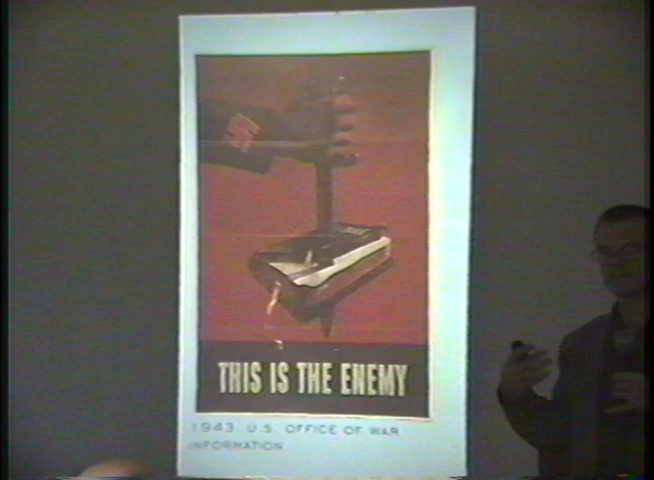 THIS IS THE ENEMY
1943 U.S. OFFICE OF WAR
INFORMATION